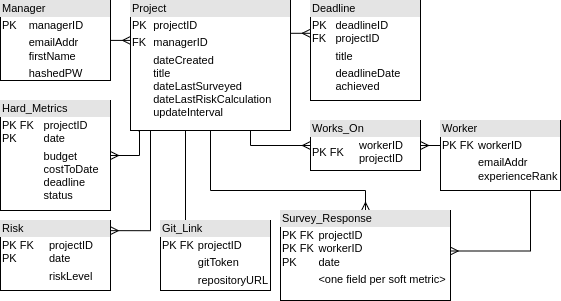 Manager
PK managerID
emailAddr
firstName
hashedPW
Project
PK projectID
FK managerID
dateCreated
title
dateLastSurveyed
dateLastRiskCalculation
updateInterval
Deadline
PK deadlineID
FK projectID
title
deadlineDate
achieved
Hard_Metrics
PK FK projectID
PK date
budget
costToDate
deadline
status
Works_On
PK FK workerID
projectID
Worker
PK FK workerID
emailAddr
experienceRank
Risk
PK FK projectID
PK date
riskLevel
Git_Link
PK FK projectID
gitToken
repositoryURL
Survey_Response
PK FK projectID
PK FK workerID
PK date
<one field per soft metric>